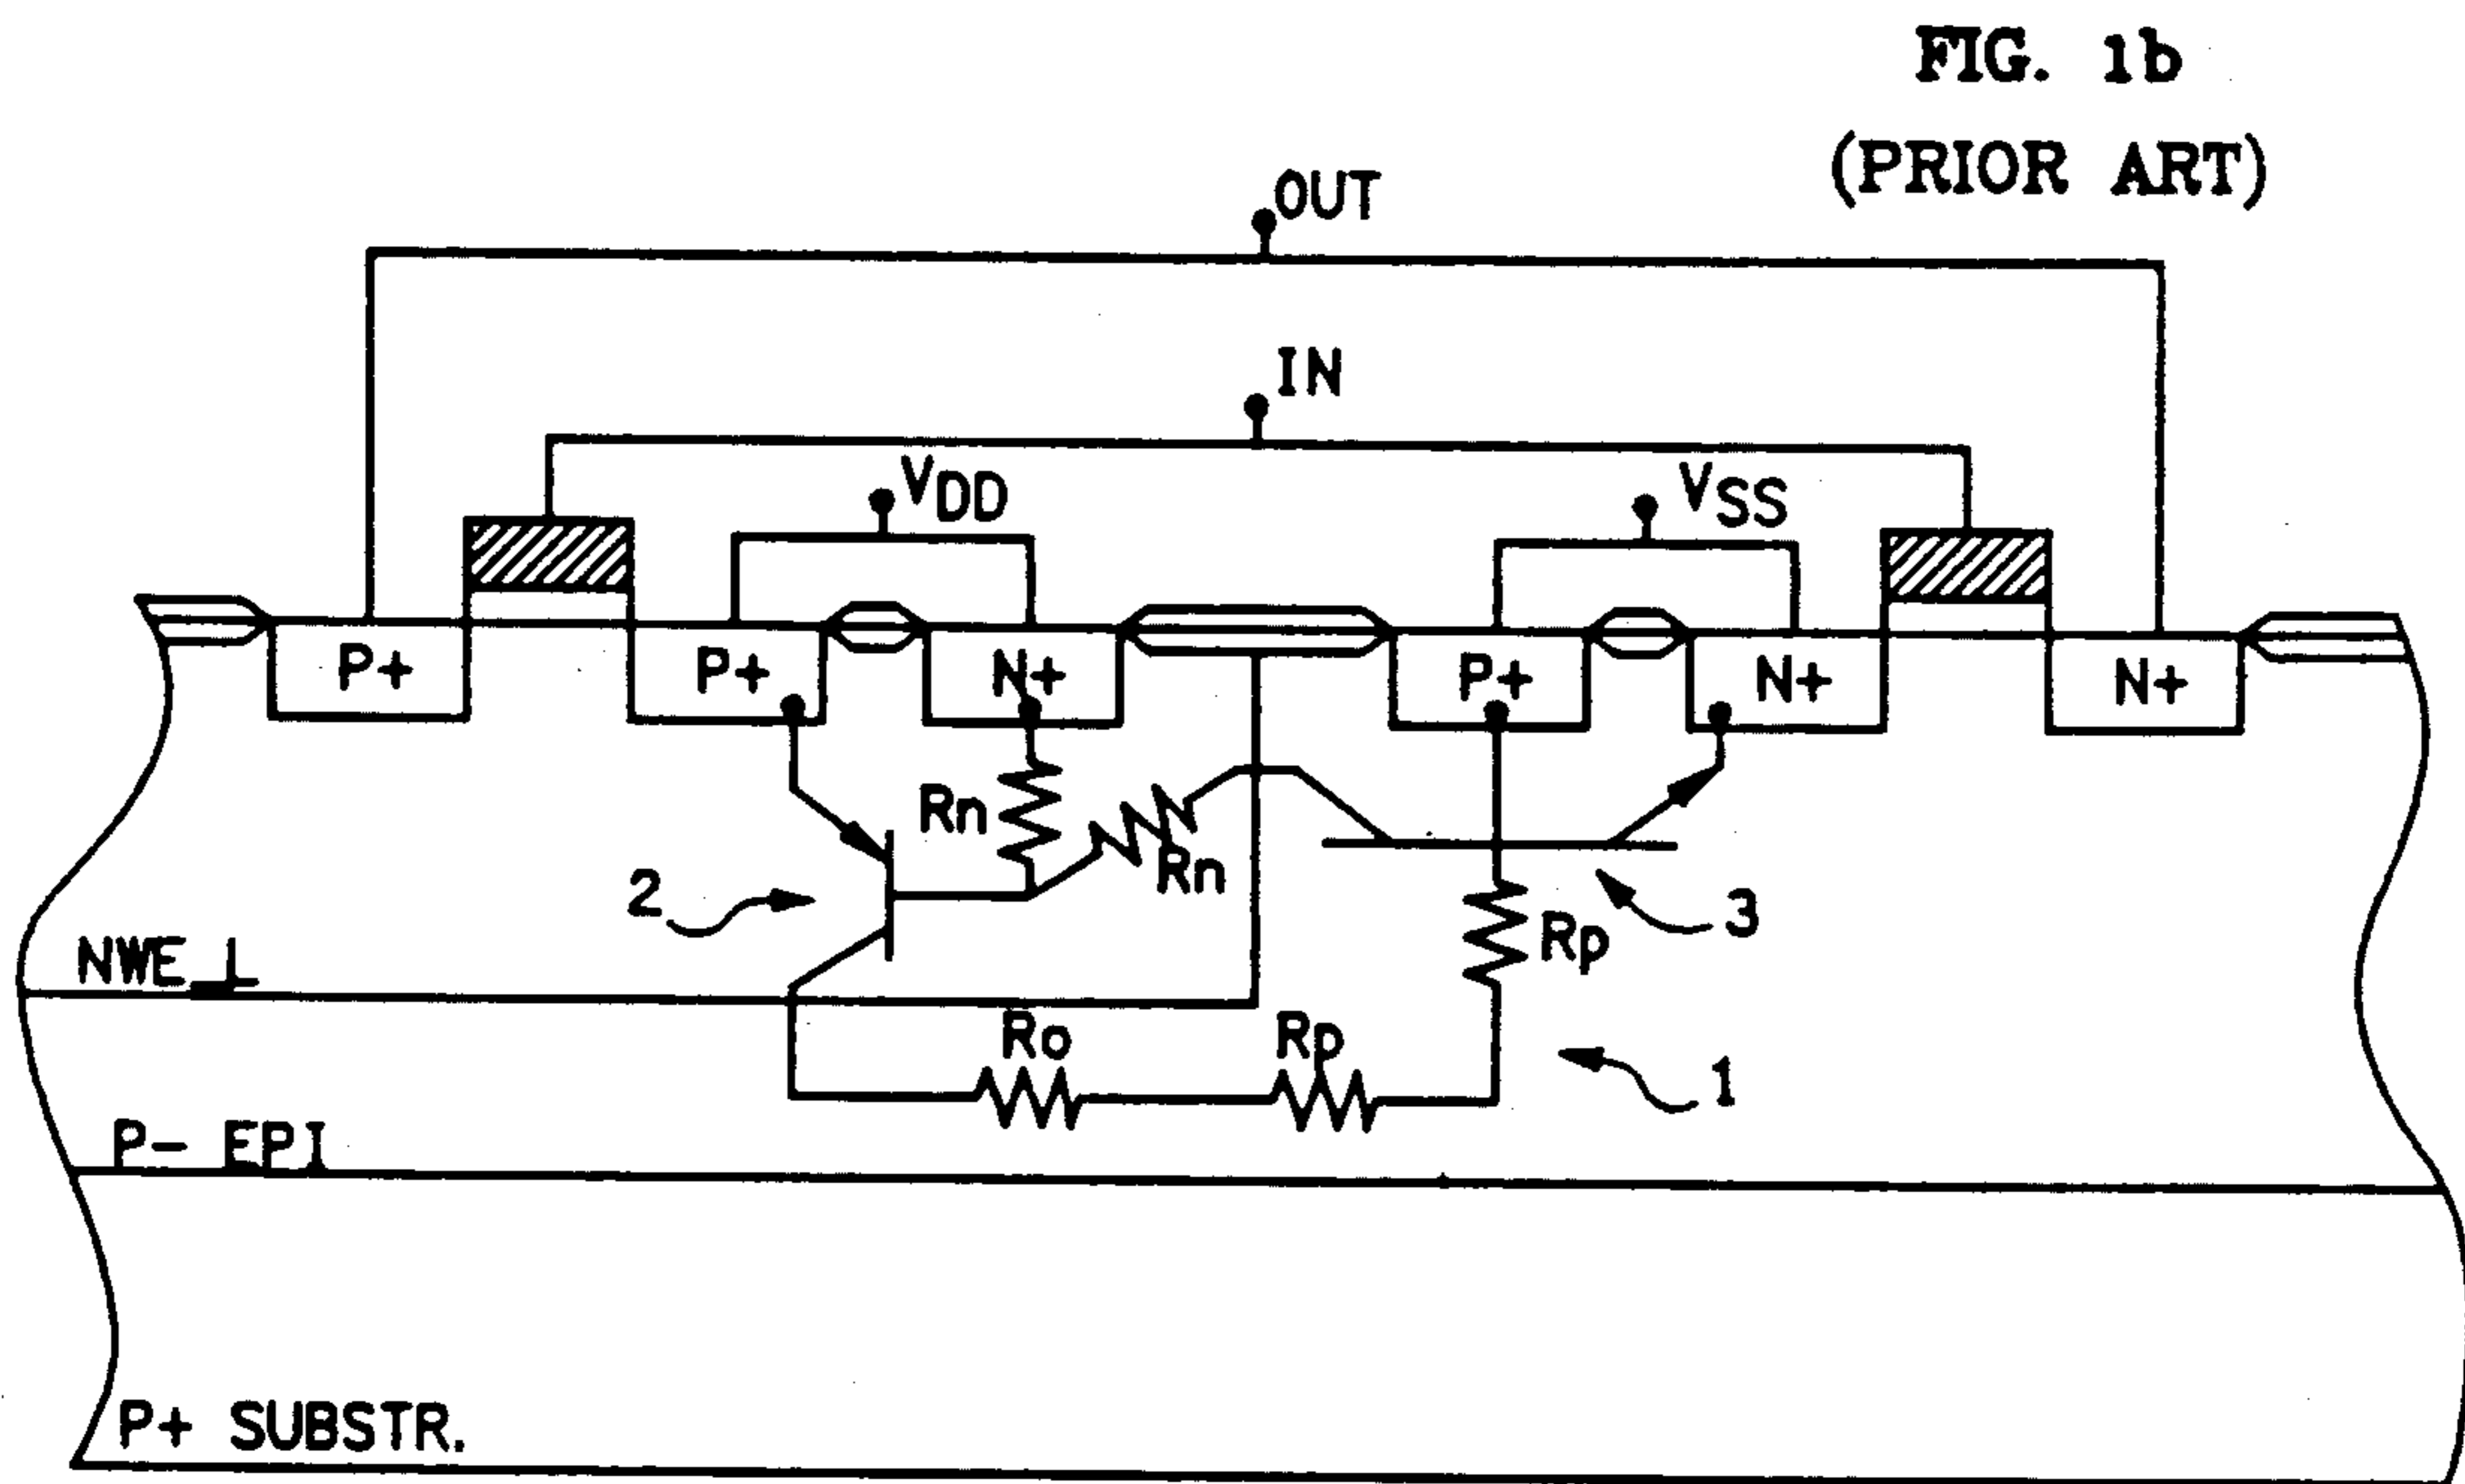 FIG. 1b
(PRIOR ART)
OUT
IN
VDD
VSS
P+
P+
N+
P+
N+
N+
Rn
Rn
2
3
Rp
NWELL
Ro
Rp
1
P- EPI
P+ SUBSTR.